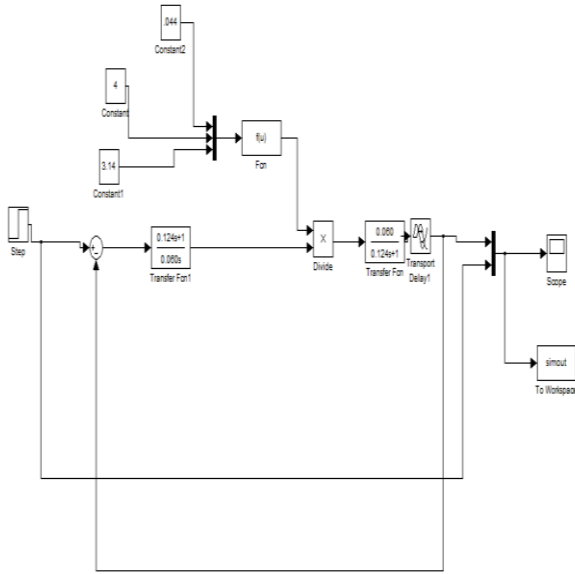 .044
Constant2
4
Constant
3.14
Constant1
f(u)
Fcn
Step
+
-
0.124s+1
0.060s
Transfer Fcn1
X
Divide
0.060
0.124s+1
Transfer Fcn
Transport
Delay1
Scope
simout
To Workspace